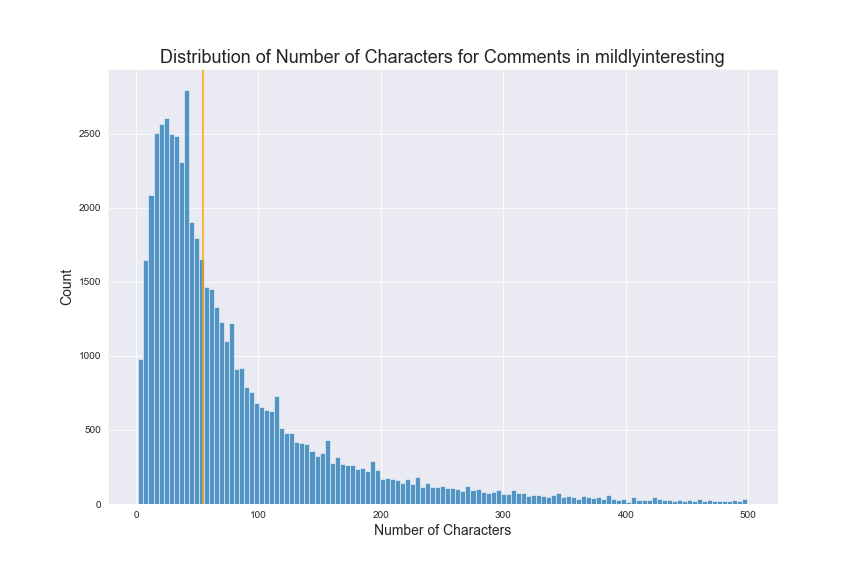 Distribution of Number of Characters for Comments in mildlyinteresting
Count
2500
2000
1500
1000
500
0
0 100 200 300 400 500
Number of Characters